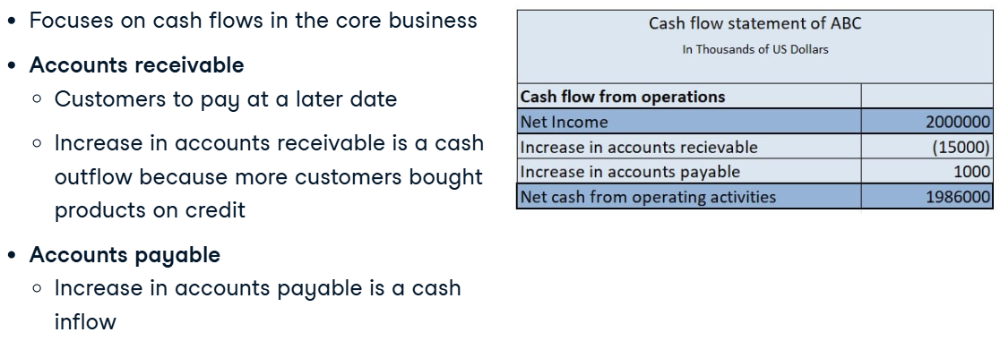 • Focuses on cash flows in the core business
• Accounts receivable
○ Customers to pay at a later date
○ Increase in accounts receivable is a cash
outflow because more customers bought
products on credit
• Accounts payable
○ Increase in accounts payable is a cash
inflow
Cash flow statement of ABC
In Thousands of US Dollars
Cash flow from operations
Net Income 2000000
Increase in accounts recievable (15000)
Increase in accounts payable 1000
Net cash from operating activities 1986000